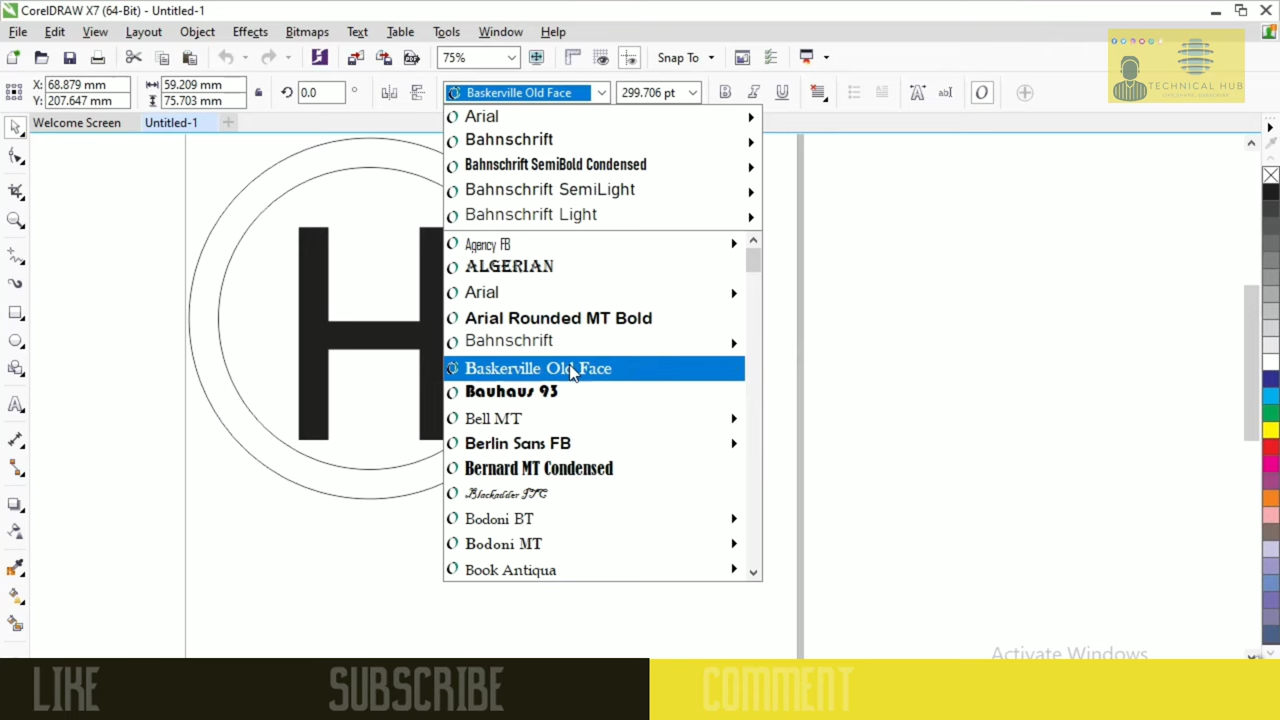 CorelDRAW X7 (64-Bit) - Untitled-1
File Edit View Layout Object Effects Bitmaps Text Table Tools Window Help
75% Snap To
X: 68.879 mm 59.209 mm 0.0 ° Baskerville Old Face 299.706 pt
Y: 207.647 mm 75.703 mm
TECHNICAL HUB
LIKE, SHARE, SUBSCRIBE
Welcome Screen Untitled-1
Arial
Bahnschrift
Bahnschrift SemiBold Condensed
Bahnschrift SemiLight
Bahnschrift Light
Agency FB
ALGERIAN
Arial
Arial Rounded MT Bold
Bahnschrift
Baskerville Old Face
Bauhaus 93
Bell MT
Berlin Sans FB
Bernard MT Condensed
Blackadder ITC
Bodoni BT
Bodoni MT
Book Antiqua
H
Activate Windows
LIKE SUBSCRIBE COMMENT